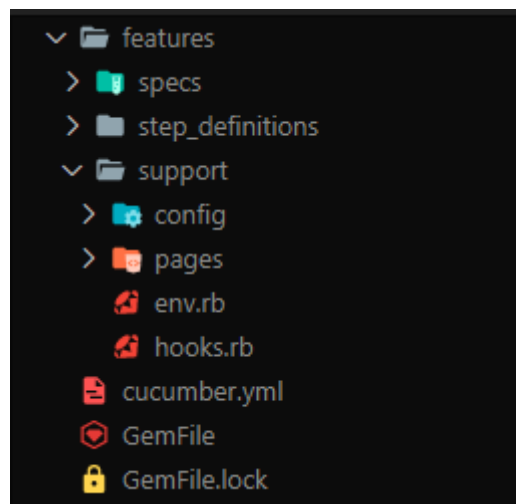 features
specs
step_definitions
support
config
pages
env.rb
hooks.rb
cucumber.yml
GemFile
GemFile.lock